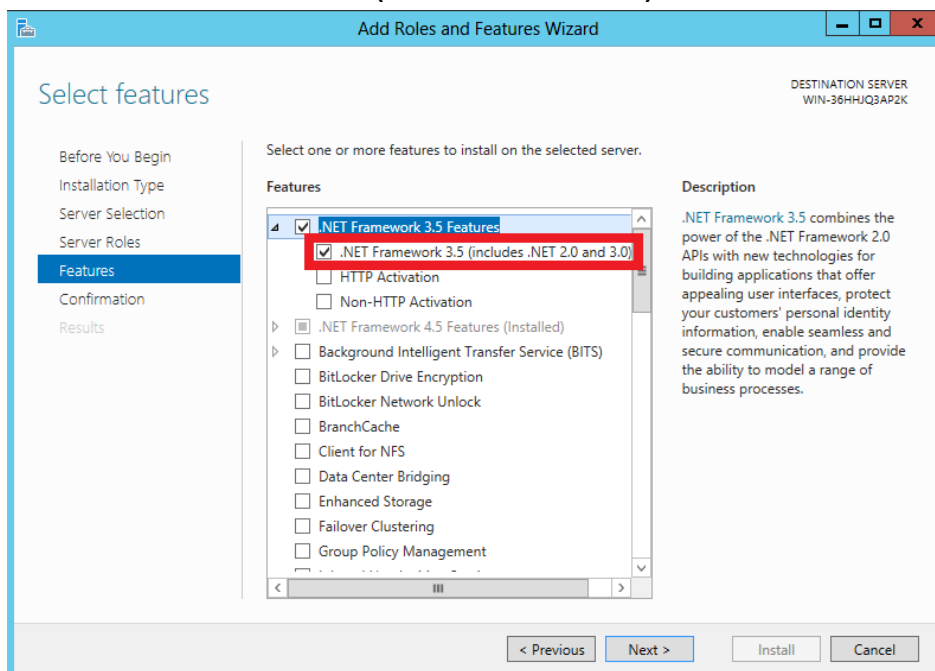 Add Roles and Features Wizard
Select features
DESTINATION SERVER
WIN-36HHJQ3AP2K
Before You Begin
Installation Type
Server Selection
Server Roles
Features
Confirmation
Results
Select one or more features to install on the selected server.
Features
.NET Framework 3.5 Features
.NET Framework 3.5 (includes .NET 2.0 and 3.0)
HTTP Activation
Non-HTTP Activation
.NET Framework 4.5 Features (Installed)
Background Intelligent Transfer Service (BITS)
BitLocker Drive Encryption
BitLocker Network Unlock
BranchCache
Client for NFS
Data Center Bridging
Enhanced Storage
Failover Clustering
Group Policy Management
Description
.NET Framework 3.5 combines the
power of the .NET Framework 2.0
APIs with new technologies for
building applications that offer
appealing user interfaces, protect
your customers' personal identity
information, enable seamless and
secure communication, and provide
the ability to model a range of
business processes.
< Previous
Next >
Install
Cancel